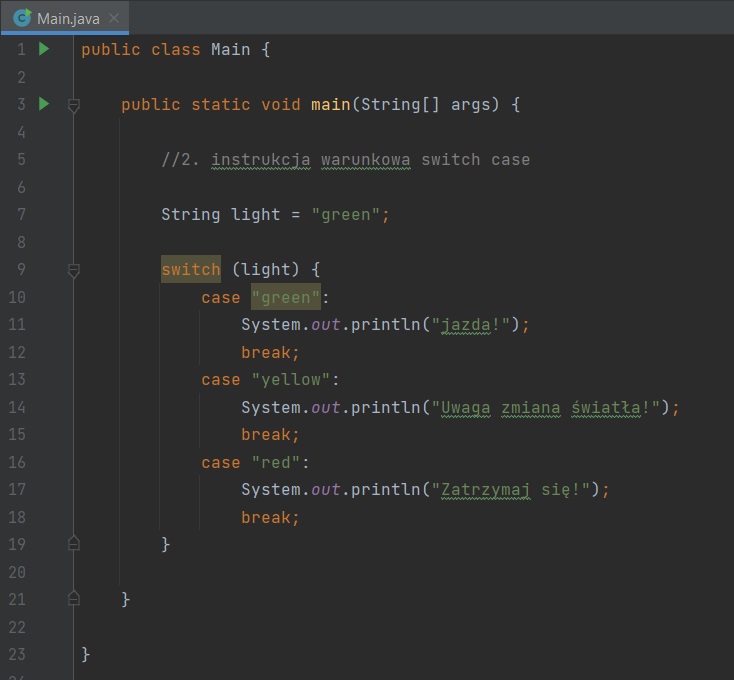 Main.java
1 public class Main {
2
3 public static void main(String[] args) {
4
5 //2. instrukcja warunkowa switch case
6
7 String light = "green";
8
9 switch (light) {
10 case "green":
11 System.out.println("jazda!");
12 break;
13 case "yellow":
14 System.out.println("Uwaga zmiana światła!");
15 break;
16 case "red":
17 System.out.println("Zatrzymaj się!");
18 break;
19 }
20
21 }
22
23 }